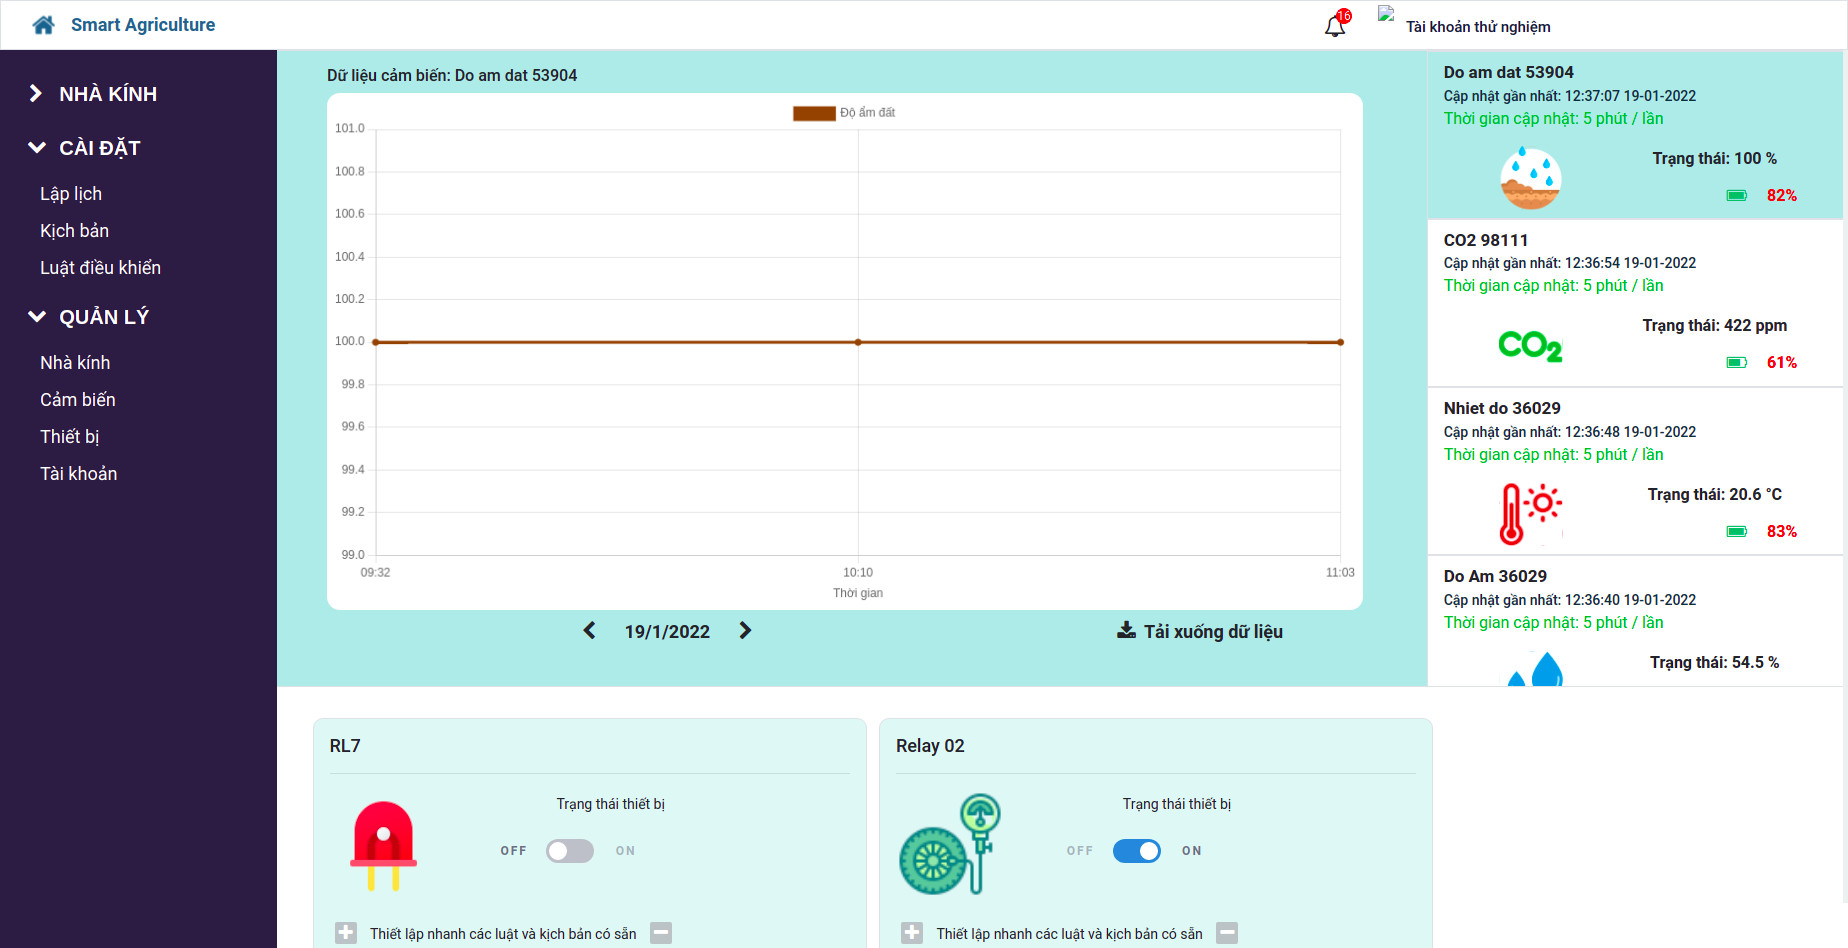 Smart Agriculture
16
Tài khoản thử nghiệm
NHÀ KÍNH
CÀI ĐẶT
Lập lịch
Kịch bản
Luật điều khiển
QUẢN LÝ
Nhà kính
Cảm biến
Thiết bị
Tài khoản
Dữ liệu cảm biến: Do am dat 53904
Độ ẩm đất
101.0
100.8
100.6
100.4
100.2
100.0
99.8
99.6
99.4
99.2
99.0
09:32 10:10 11:03
Thời gian
19/1/2022
Tải xuống dữ liệu
Do am dat 53904
Cập nhật gần nhất: 12:37:07 19-01-2022
Thời gian cập nhật: 5 phút / lần
Trạng thái: 100 %
82%
CO2 98111
Cập nhật gần nhất: 12:36:54 19-01-2022
Thời gian cập nhật: 5 phút / lần
Trạng thái: 422 ppm
CO2
61%
Nhiet do 36029
Cập nhật gần nhất: 12:36:48 19-01-2022
Thời gian cập nhật: 5 phút / lần
Trạng thái: 20.6 °C
83%
Do Am 36029
Cập nhật gần nhất: 12:36:40 19-01-2022
Thời gian cập nhật: 5 phút / lần
Trạng thái: 54.5 %
RL7
Trạng thái thiết bị
OFF ON
Thiết lập nhanh các luật và kịch bản có sẵn
Relay 02
Trạng thái thiết bị
OFF ON
Thiết lập nhanh các luật và kịch bản có sẵn